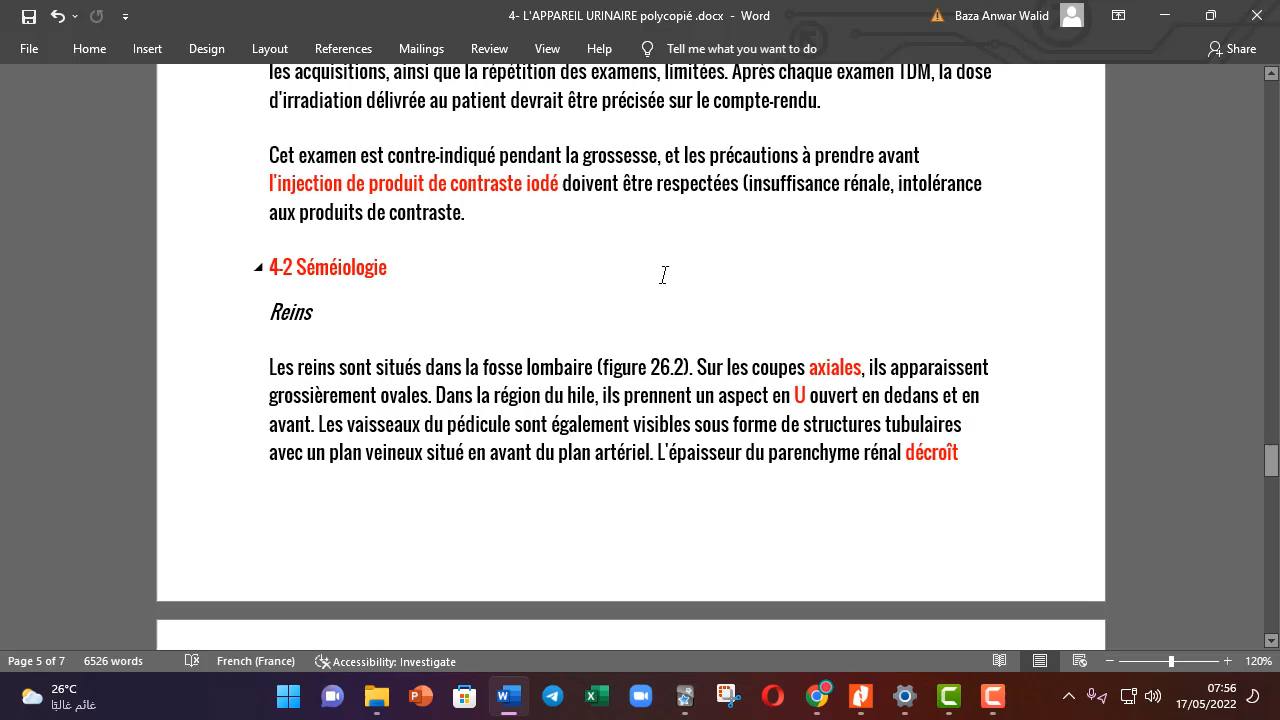 4- L'APPAREIL URINAIRE polycopié .docx - Word
Baza Anwar Walid
File Home Insert Design Layout References Mailings Review View Help Tell me what you want to do Share
les acquisitions, ainsi que la répétition des examens, limitées. Après chaque examen TDM, la dose
d'irradiation délivrée au patient devrait être précisée sur le compte-rendu.
Cet examen est contre-indiqué pendant la grossesse, et les précautions à prendre avant
l'injection de produit de contraste iodé doivent être respectées (insuffisance rénale, intolérance
aux produits de contraste.
4-2 Séméiologie
Reins
Les reins sont situés dans la fosse lombaire (figure 26.2). Sur les coupes axiales, ils apparaissent
grossièrement ovales. Dans la région du hile, ils prennent un aspect en U ouvert en dedans et en
avant. Les vaisseaux du pédicule sont également visibles sous forme de structures tubulaires
avec un plan veineux situé en avant du plan artériel. L'épaisseur du parenchyme rénal décroît
Page 5 of 7 6526 words French (France) Accessibility: Investigate 120%
26°C
غائم غالبًا
07:56
17/05/2022